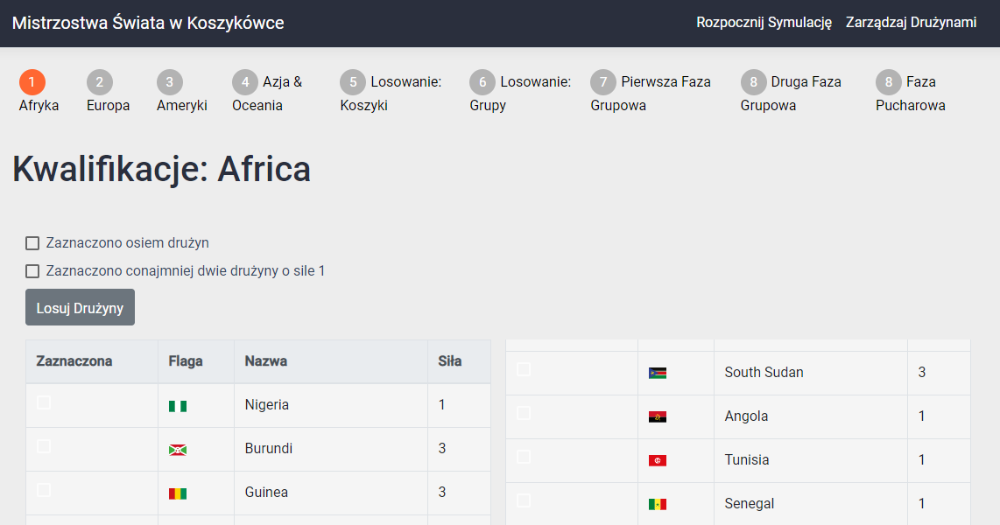 Mistrzostwa Świata w Koszykówce
Rozpocznij Symulację Zarządzaj Drużynami
1 Afryka
2 Europa
3 Ameryki
4 Azja &
Oceania
5 Losowanie:
Koszyki
6 Losowanie:
Grupy
7 Pierwsza Faza
Grupowa
8 Druga Faza
Grupowa
8 Faza
Pucharowa
Kwalifikacje: Africa
Zaznaczono osiem drużyn
Zaznaczono conajmniej dwie drużyny o sile 1
Losuj Drużyny
Zaznaczona Flaga Nazwa Siła
Nigeria 1
Burundi 3
Guinea 3
South Sudan 3
Angola 1
Tunisia 1
Senegal 1